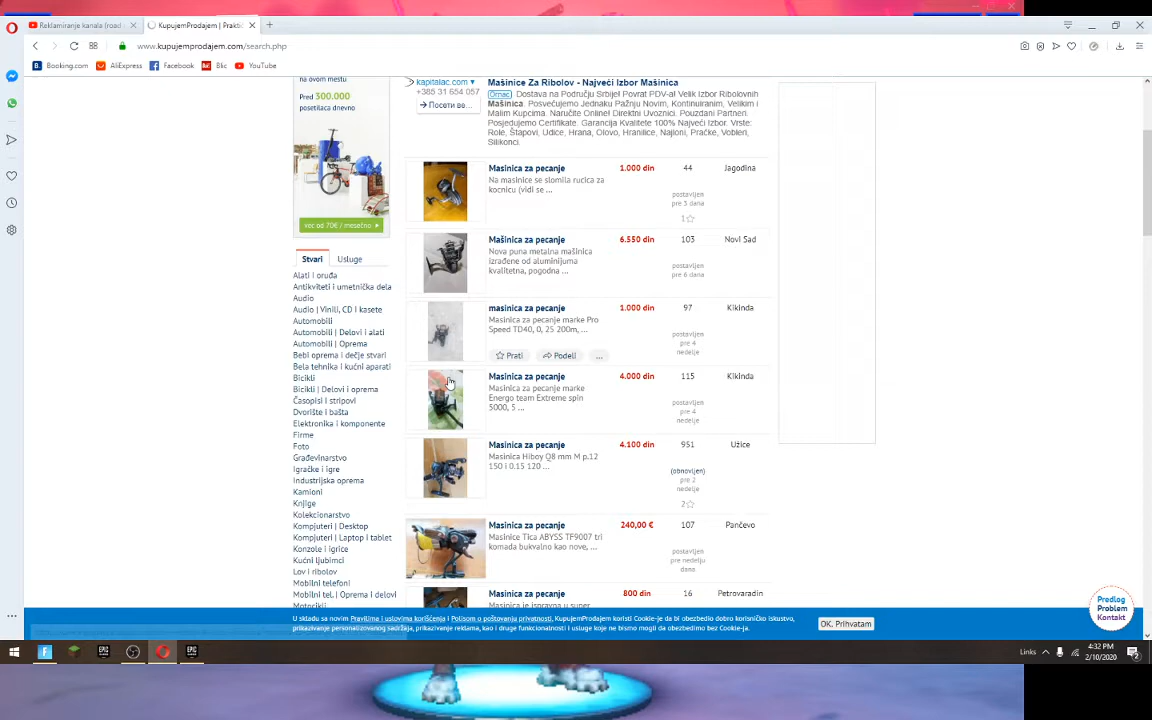 Reklamiranje kanala (road
KupujemProdajem | Prakti
www.kupujemprodajem.com/search.php
Booking.com
AliExpress
Facebook
Blic
YouTube
na ovom mestu
Pred 300.000
posetilaca dnevno
već od 70€ / mesečno
Stvari
Usluge
Alati i oruđa
Antikviteti i umetnička dela
Audio
Audio | Vinili, CD i kasete
Automobili
Automobili | Delovi i alati
Automobili | Oprema
Bebi oprema i dečje stvari
Bela tehnika i kućni aparati
Bicikli
Bicikli | Delovi i oprema
Časopisi i stripovi
Dvorište i bašta
Elektronika i komponente
Firme
Foto
Građevinarstvo
Igračke i igre
Industrijska oprema
Kamioni
Knjige
Kolekcionarstvo
Kompjuteri | Desktop
Kompjuteri | Laptop i tablet
Konzole i igrice
Kućni ljubimci
Lov i ribolov
Mobilni telefoni
Mobilni tel. | Oprema i delovi
Motocikli
kapitalac.com
+385 31 654 057
Посети ве...
Mašinice Za Ribolov - Najveći Izbor Mašinica
Оглас Dostava na Području Srbije! Povrat PDV-a! Velik Izbor Ribolovnih
Mašinica. Posvećujemo Jednaku Pažnju Novim, Kontinuiranim, Velikim i
Malim Kupcima. Naručite Online! Direktni Uvoznici. Pouzdani Partneri.
Posjedujemo Certifikate. Garancija Kvalitete 100% Najveći Izbor. Vrste:
Role, Štapovi, Udice, Hrana, Olovo, Hranilice, Najloni, Pračke, Vobleri,
Silikonci.
Masinica za pecanje
Na masinice se slomila rucica za
kocnicu (vidi se ...
1.000 din
44
Jagodina
postavljen
pre 3 dana
1
Mašinica za pecanje
Nova puna metalna mašinica
izrađene od aluminijuma
kvalitetna, pogodna ...
6.550 din
103
Novi Sad
postavljen
pre 6 dana
masinica za pecanje
Masinica za pecanje marke Pro
Speed TD40, 0, 25 200m, ...
Prati
Podeli
...
1.000 din
97
Kikinda
postavljen
pre 4
nedelje
Masinica za pecanje
Masinica za pecanje marke
Energo team Extreme spin
5000, 5 ...
4.000 din
115
Kikinda
postavljen
pre 4
nedelje
Masinica za pecanje
Masinica Hiboy Q8 mm M p.12
150 i 0.15 120 ...
4.100 din
951
Užice
(obnovljen)
pre 2
nedelje
2
Masinica za pecanje
Masinice Tica ABYSS TF9007 tri
komada bukvalno kao nove, ...
240,00 €
107
Pančevo
postavljen
pre nedelju
dana
Masinica za pecanje
Masinica je ispravna u super
800 din
16
Petrovaradin
Predlog
Problem
Kontakt
U skladu sa novim Pravilima i uslovima korišćenja i Polisom o poštovanju privatnosti, KupujemProdajem koristi Cookie-je da bi obezbedio dobro korisničko iskustvo,
prikazivanje personalizovanog sadržaja, prikazivanje reklama, kao i druge funkcionalnosti i usluge koje ne bismo mogli da obezbedimo bez Cookie-ja.
OK. Prihvatam
Links
4:32 PM
2/10/2020